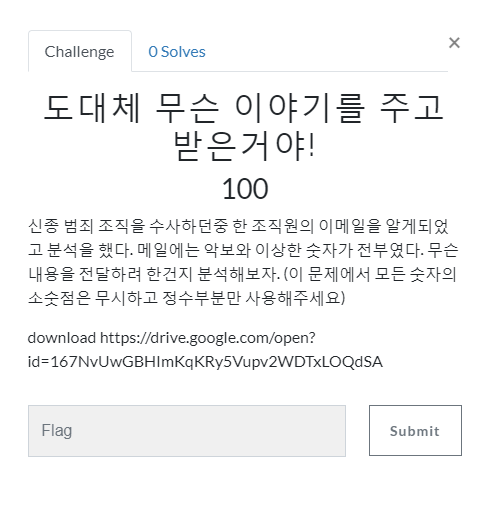 Challenge
0 Solves
×
도대체 무슨 이야기를 주고
받은거야!
100
신종 범죄 조직을 수사하던중 한 조직원의 이메일을 알게되었
고 분석을 했다. 메일에는 악보와 이상한 숫자가 전부였다. 무슨
내용을 전달하려 한건지 분석해보자. (이 문제에서 모든 숫자의
소숫점은 무시하고 정수부분만 사용해주세요)
download https://drive.google.com/open?
id=167NvUwGBHImKqKRy5Vupv2WDTxLOQdSA
Flag
Submit